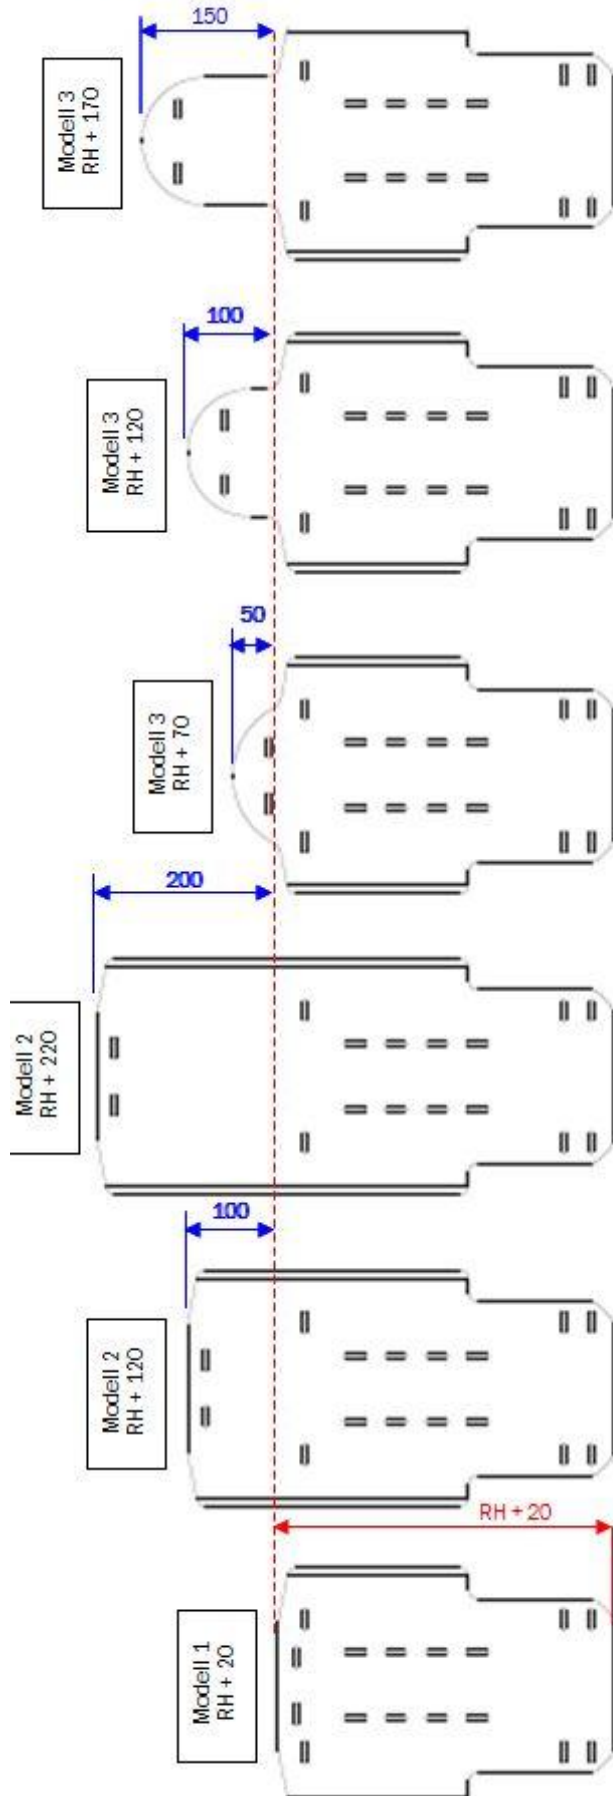 150
Modell 3
RH + 170
100
Modell 3
RH + 120
50
Modell 3
RH + 70
200
Modell 2
RH + 220
100
Modell 2
RH + 120
RH + 20
Modell 1
RH + 20